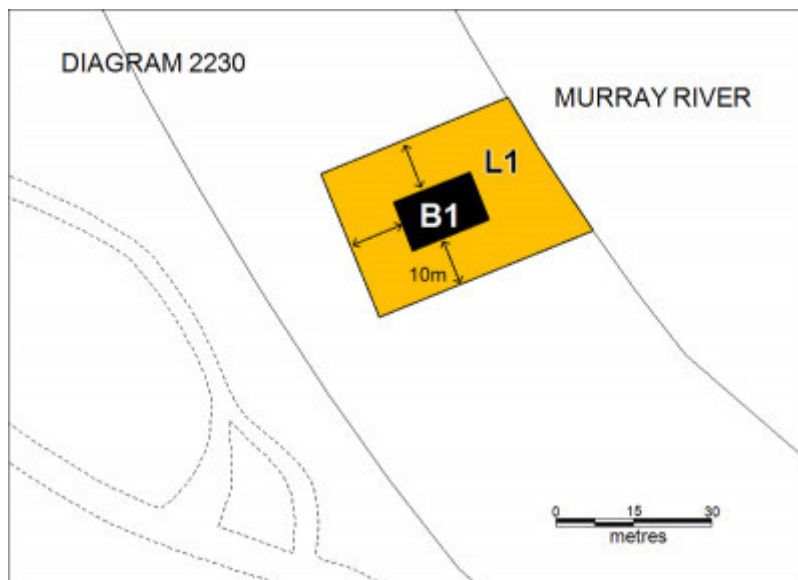 DIAGRAM 2230
MURRAY RIVER
L1
B1
10m
0 15 30
metres